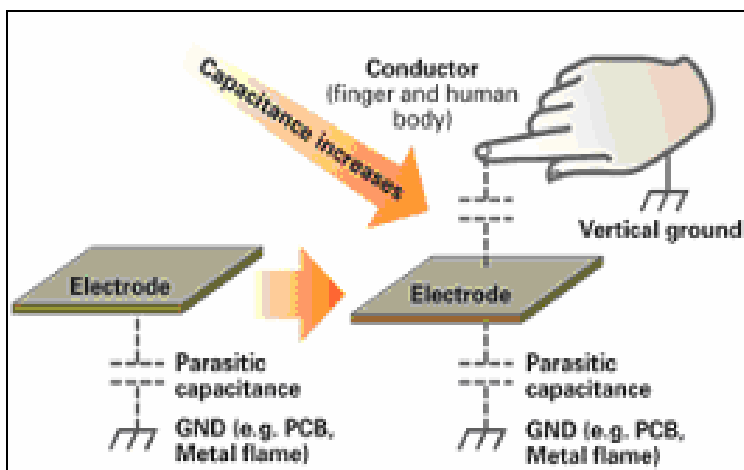 Capacitance increases
Conductor
(finger and human
body)
Vertical ground
Electrode
Parasitic
capacitance
GND (e.g. PCB,
Metal flame)
Electrode
Parasitic
capacitance
GND (e.g. PCB,
Metal flame)